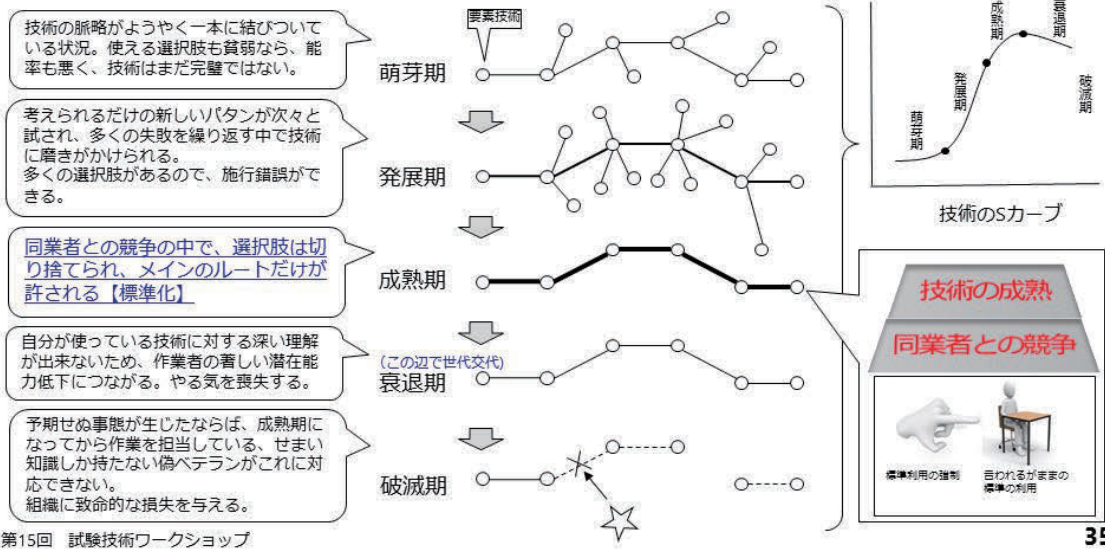 技術の脈略がようやく一本に結びついて
いる状況。使える選択肢も貧弱なら、能
率も悪く、技術はまだ完璧ではない。
要素技術
萌芽期
考えられるだけの新しいパタンが次々と
試され、多くの失敗を繰り返す中で技術
に磨きがかけられる。
多くの選択肢があるので、施行錯誤がで
きる。
発展期
同業者との競争の中で、選択肢は切
り捨てられ、メインのルートだけが
許される【標準化】
成熟期
自分が使っている技術に対する深い理解
が出来ないため、作業者の著しい潜在能
力低下につながる。やる気を喪失する。
(この辺で世代交代)
衰退期
予期せぬ事態が生じたならば、成熟期に
なってから作業を担当している、せまい
知識しか持たない偽ベテランがこれに対
応できない。
組織に致命的な損失を与える。
破滅期
萌芽期
発展期
成熟期
衰退期
破滅期
技術のSカーブ
技術の成熟
同業者との競争
標準利用の強制
言われるがままの
標準の利用
第15回 試験技術ワークショップ
35